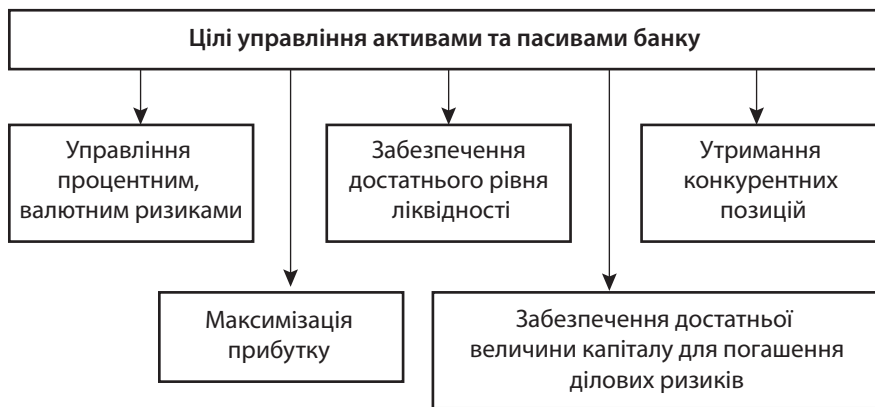 Цілі управління активами та пасивами банку
Управління
процентним,
валютним ризиками
Забезпечення
достатнього рівня
ліквідності
Утримання
конкурентних
позицій
Максимізація
прибутку
Забезпечення достатньої
величини капіталу для погашення
ділових ризиків